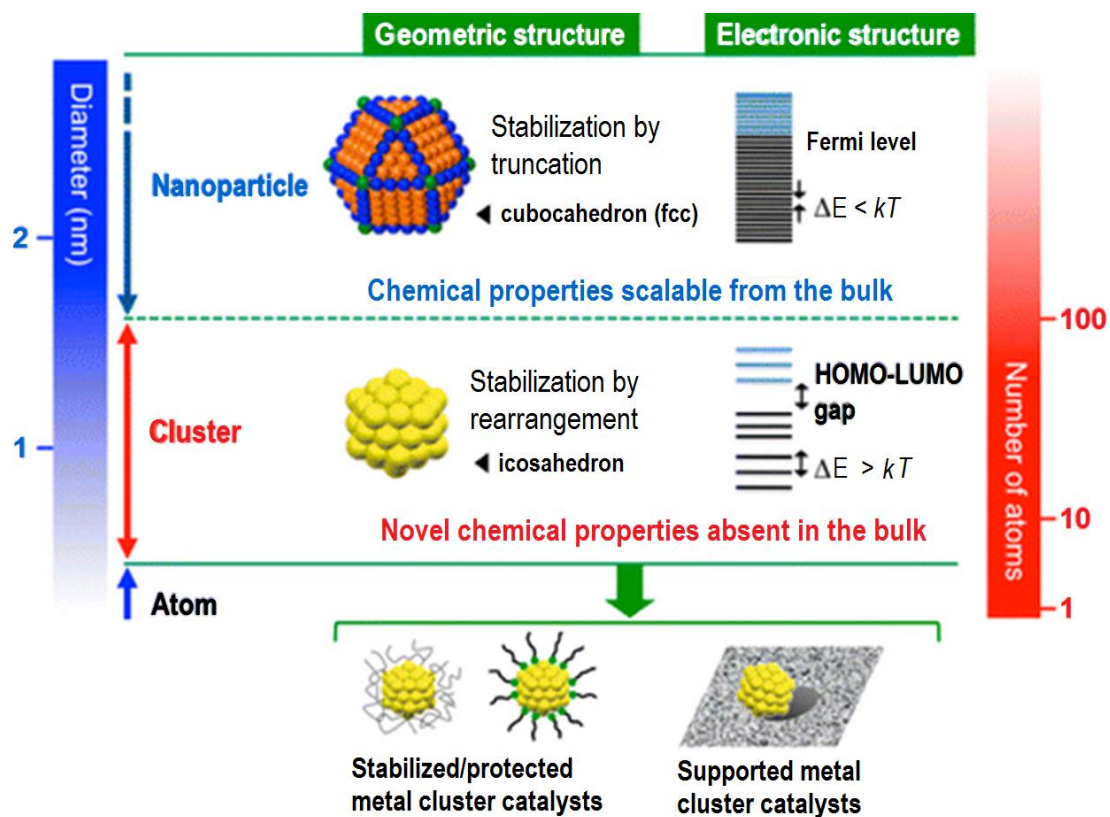 Geometric structure
Electronic structure
Diameter (nm)
2
1
Nanoparticle
Stabilization by
truncation
◄ cubocahedron (fcc)
Fermi level
ΔE < kT
Chemical properties scalable from the bulk
Cluster
Stabilization by
rearrangement
◄ icosahedron
HOMO-LUMO
gap
ΔE > kT
Novel chemical properties absent in the bulk
Atom
100
10
1
Number of atoms
Stabilized/protected
metal cluster catalysts
Supported metal
cluster catalysts